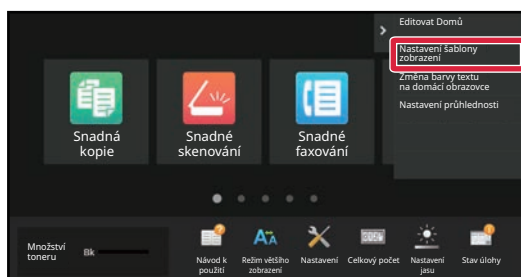 Editovat Domů
Nastavení šablony
zobrazení
Změna barvy textu
na domácí obrazovce
Nastavení průhlednosti
Snadná
kopie
Snadné
skenování
Snadné
faxování
Množství
toneru
Bk
Návod k
použití
Režim většího
zobrazení
Nastavení
Celkový počet
Nastavení
jasu
Stav úlohy